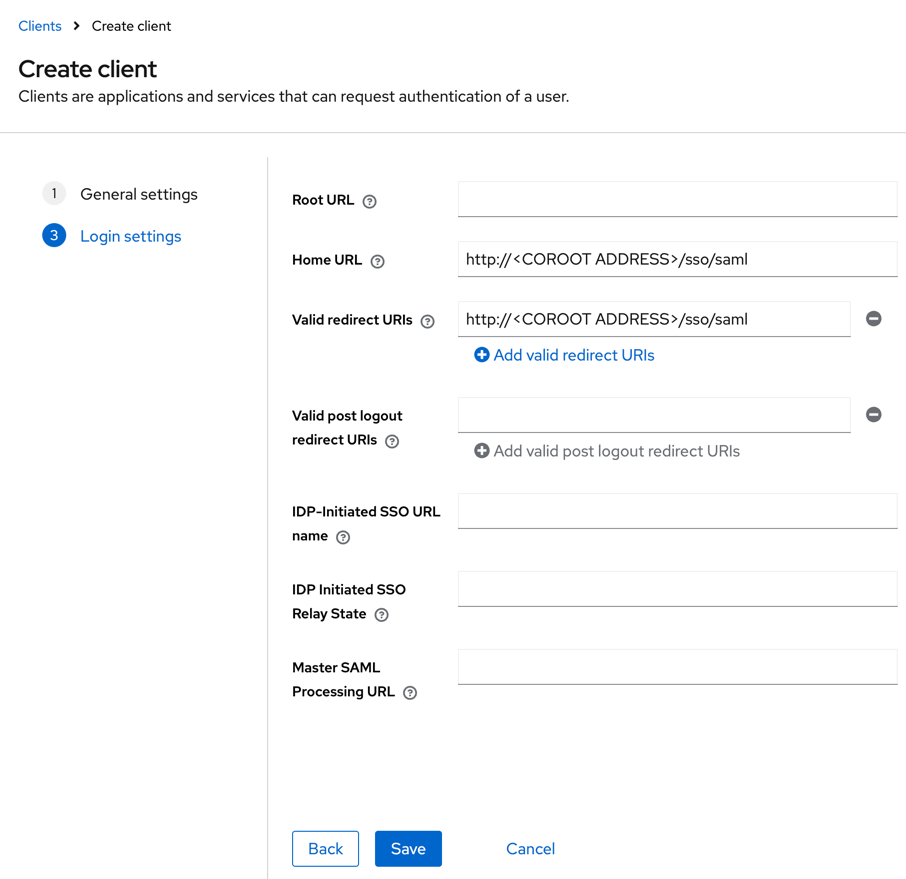 Clients > Create client
Create client
Clients are applications and services that can request authentication of a user.
1 General settings
3 Login settings
Root URL ?
Home URL ? http://<COROOT ADDRESS>/sso/saml
Valid redirect URIs ? http://<COROOT ADDRESS>/sso/saml
Add valid redirect URIs
Valid post logout
redirect URIs ?
Add valid post logout redirect URIs
IDP-Initiated SSO URL
name ?
IDP Initiated SSO
Relay State ?
Master SAML
Processing URL ?
Back Save Cancel